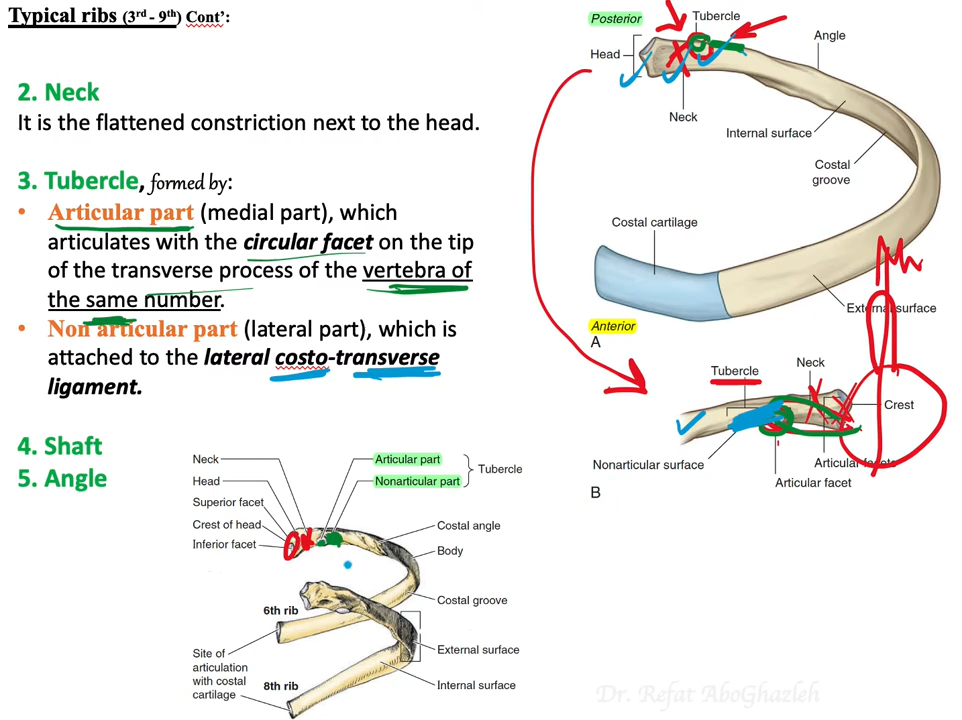 Typical ribs (3rd - 9th) Cont':
2. Neck
It is the flattened constriction next to the head.
3. Tubercle, formed by:
• Articular part (medial part), which
articulates with the circular facet on the tip
of the transverse process of the vertebra of
the same number.
• Non articular part (lateral part), which is
attached to the lateral costo-transverse
ligament.
4. Shaft
5. Angle
Posterior
Tubercle
Head
Angle
Neck
Internal surface
Costal
groove
Costal cartilage
External surface
Anterior
A
Neck
Tubercle
Crest
Nonarticular surface
Articular facets
Articular facet
B
Neck
Head
Superior facet
Crest of head
Inferior facet
Articular part
Nonarticular part
Tubercle
Costal angle
Body
Costal groove
6th rib
External surface
Site of
articulation
with costal
cartilage
8th rib
Internal surface
Dr. Refat AboGhazleh